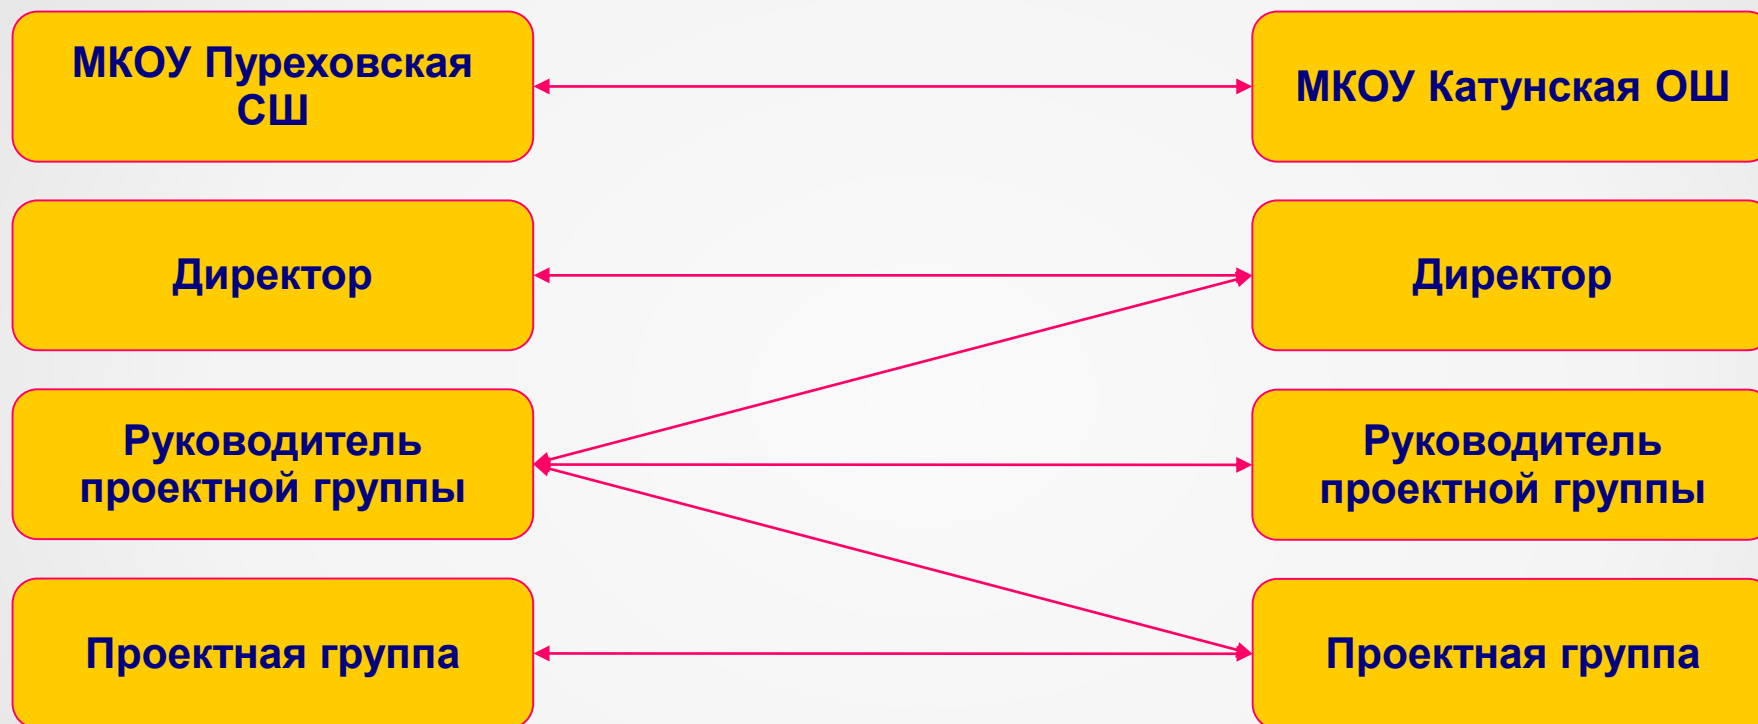 МКОУ Пуреховская
СШ
МКОУ Катунская ОШ
Директор
Директор
Руководитель
проектной группы
Руководитель
проектной группы
Проектная группа
Проектная группа